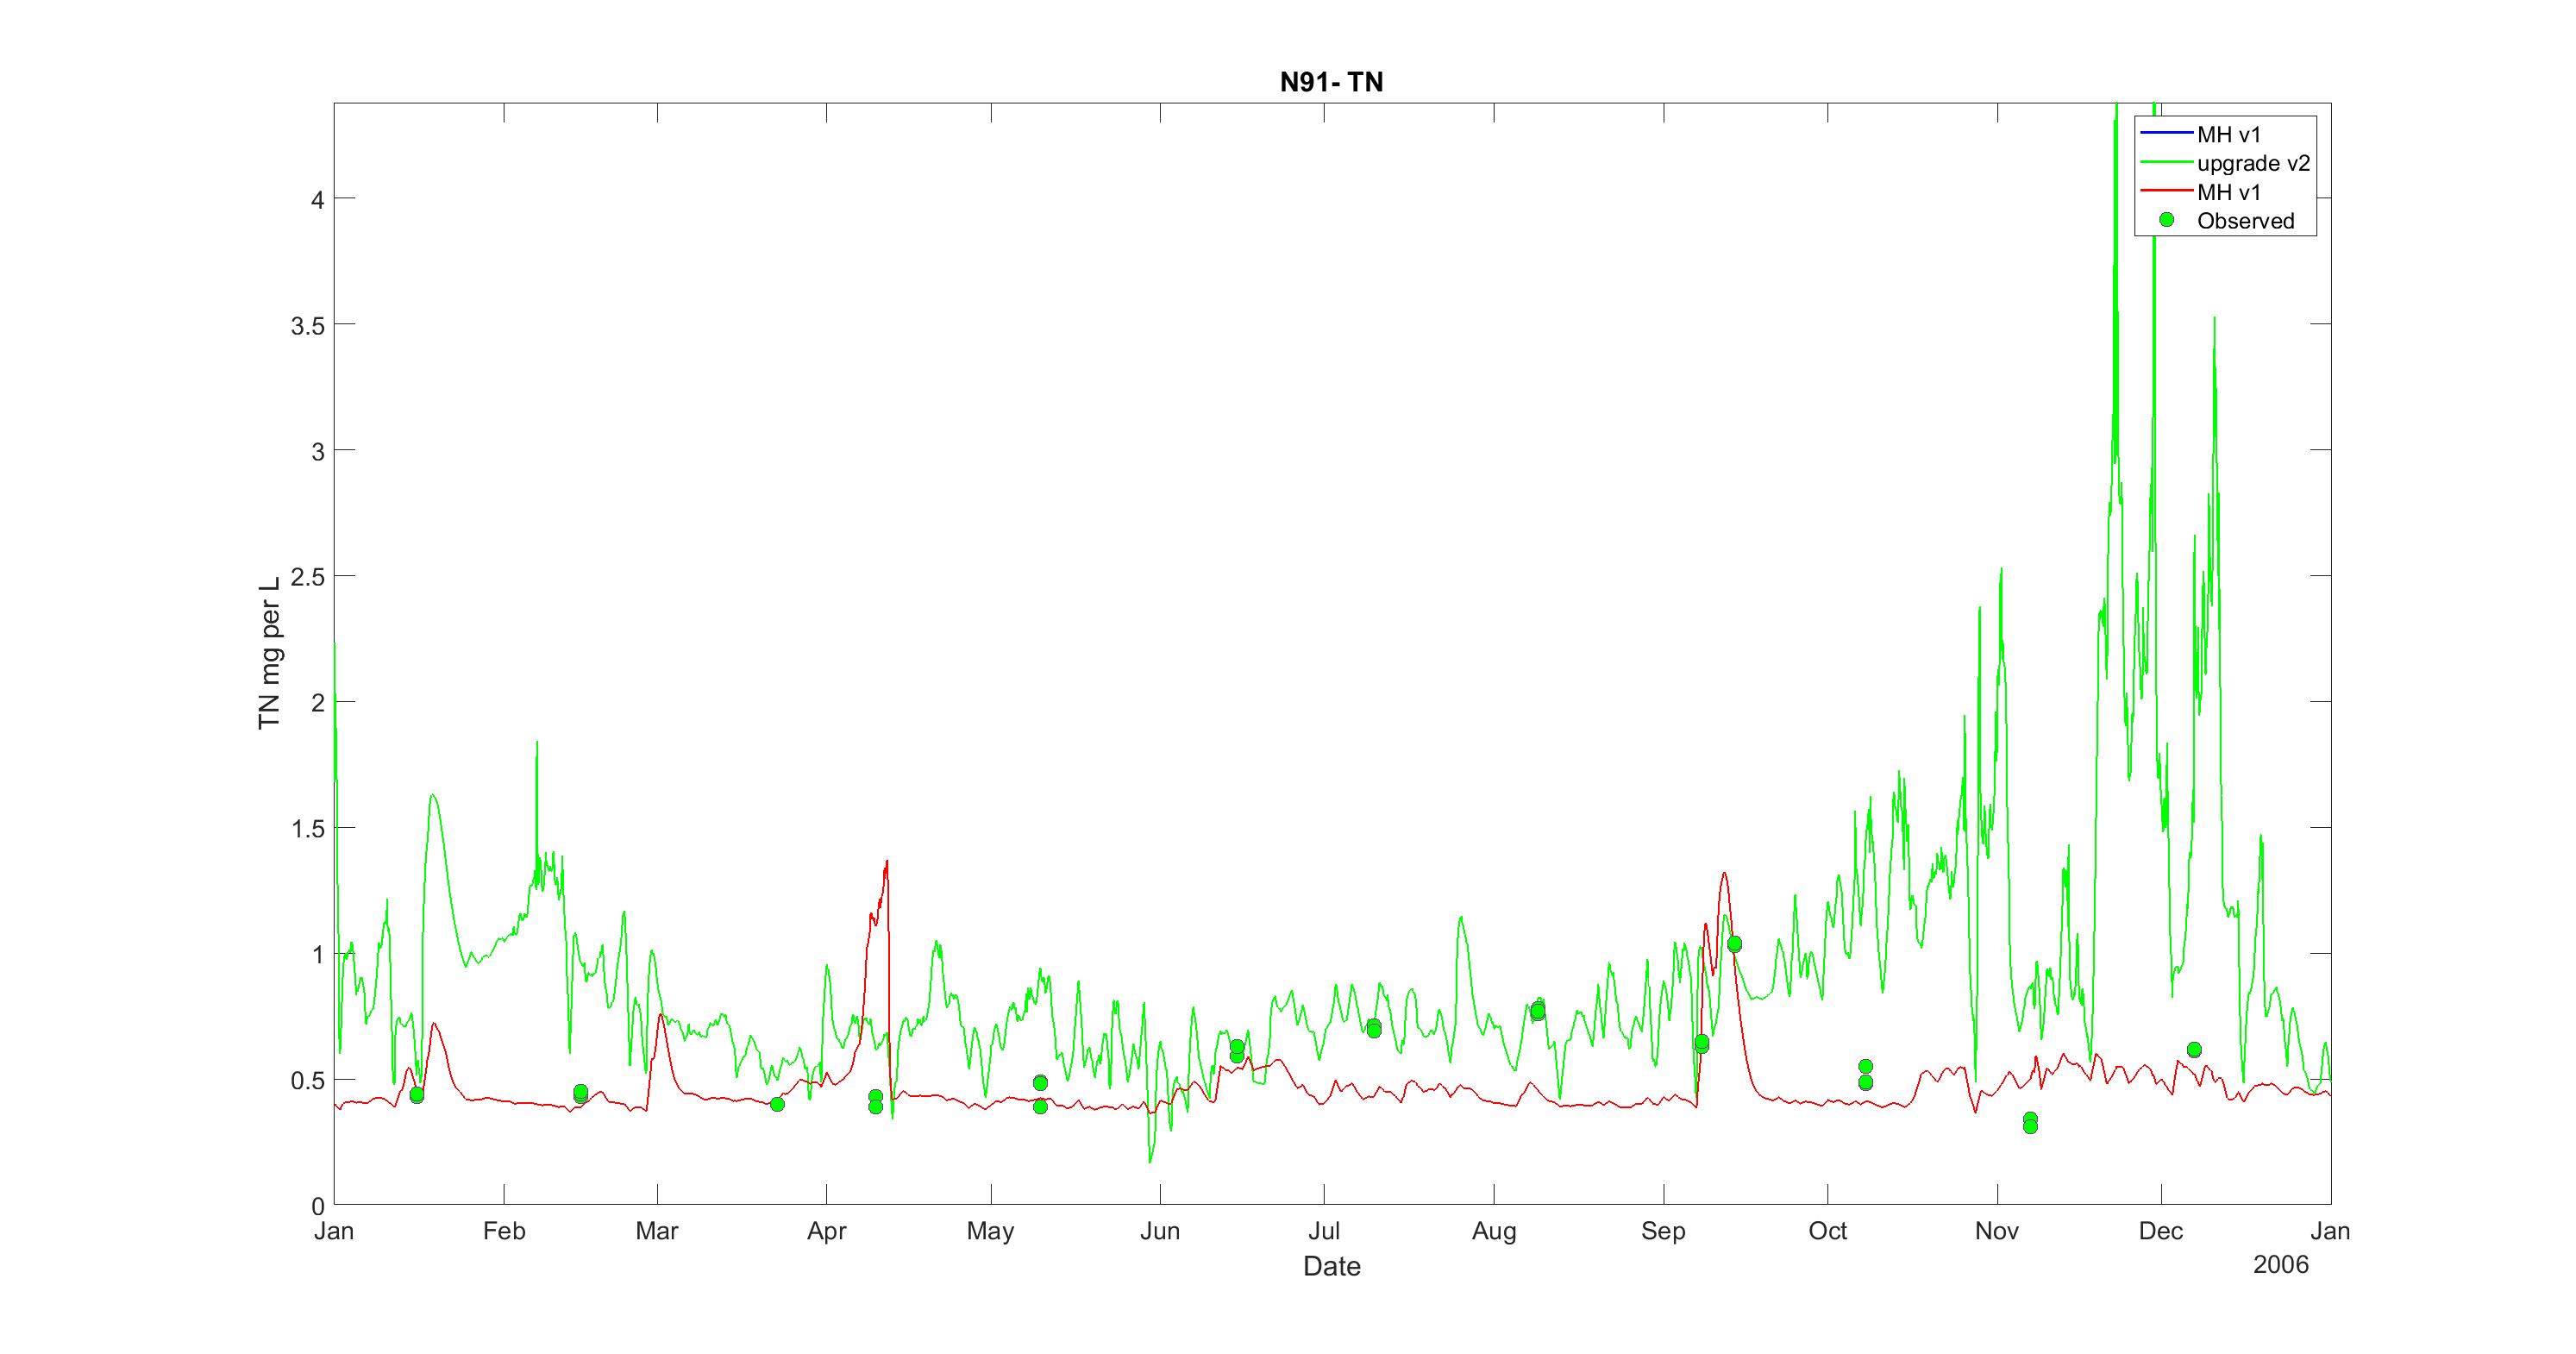 N91- TN
MH v1
upgrade v2
MH v1
Observed
4
3.5
3
2.5
2
1.5
1
0.5
0
TN mg per L
Jan Feb Mar Apr May Jun Jul Aug Sep Oct Nov Dec Jan
Date
2006